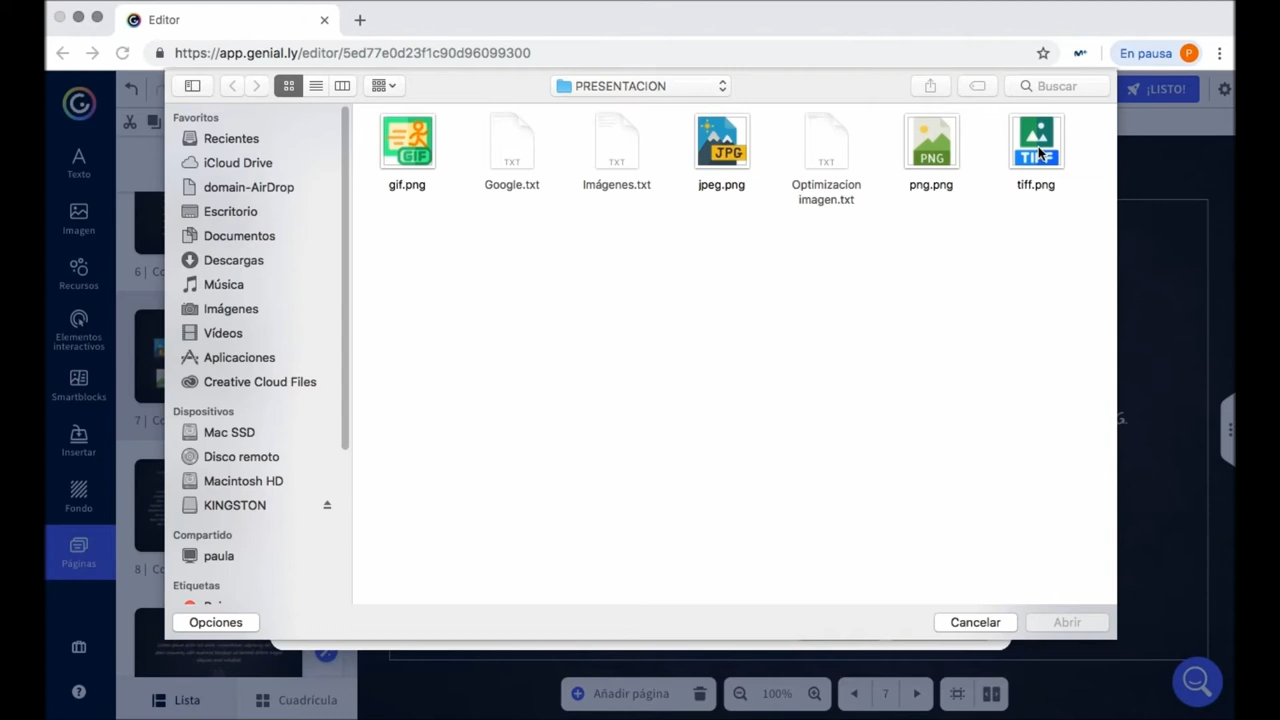 Editor
https://app.genial.ly/editor/5ed77e0d23f1c90d96099300
En pausa
P
PRESENTACION
Buscar
¡LISTO!
Favoritos
Recientes
iCloud Drive
domain-AirDrop
Escritorio
Documentos
Descargas
Música
Imágenes
Vídeos
Aplicaciones
Creative Cloud Files
Dispositivos
Mac SSD
Disco remoto
Macintosh HD
KINGSTON
Compartido
paula
Etiquetas
GIF
TXT
TXT
JPG
TXT
PNG
TIFF
gif.png
Google.txt
Imágenes.txt
jpeg.png
Optimizacion
imagen.txt
png.png
tiff.png
Texto
Imagen
Recursos
Elementos
interactivos
Smartblocks
Insertar
Fondo
Páginas
6 | Co
7 | Co
8 | Co
Opciones
Cancelar
Abrir
Lista
Cuadrícula
Añadir página
100%
7